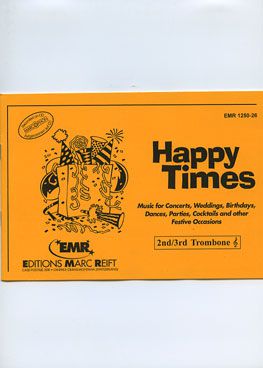 EMR 1250-26
Happy
Times
Music for Concerts, Weddings, Birthdays,
Dances, Parties, Cocktails and other
Festive Occasions
2nd/3rd Trombone
EMR
EDITIONS MARC REIFT